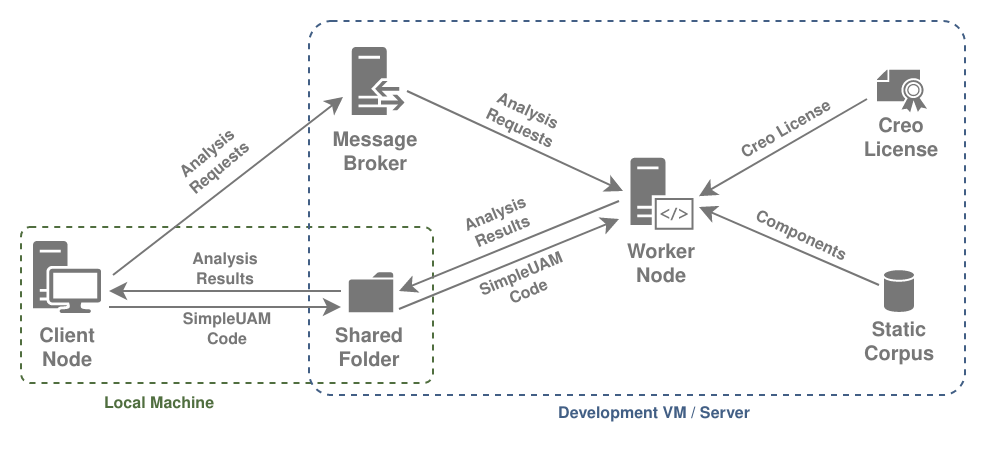 Message
Broker
Analysis
Requests
Analysis
Requests
Creo License
Creo
License
Analysis
Results
SimpleUAM
Code
Worker
Node
</>
Components
Static
Corpus
Client
Node
Analysis
Results
SimpleUAM
Code
Shared
Folder
Local Machine
Development VM / Server